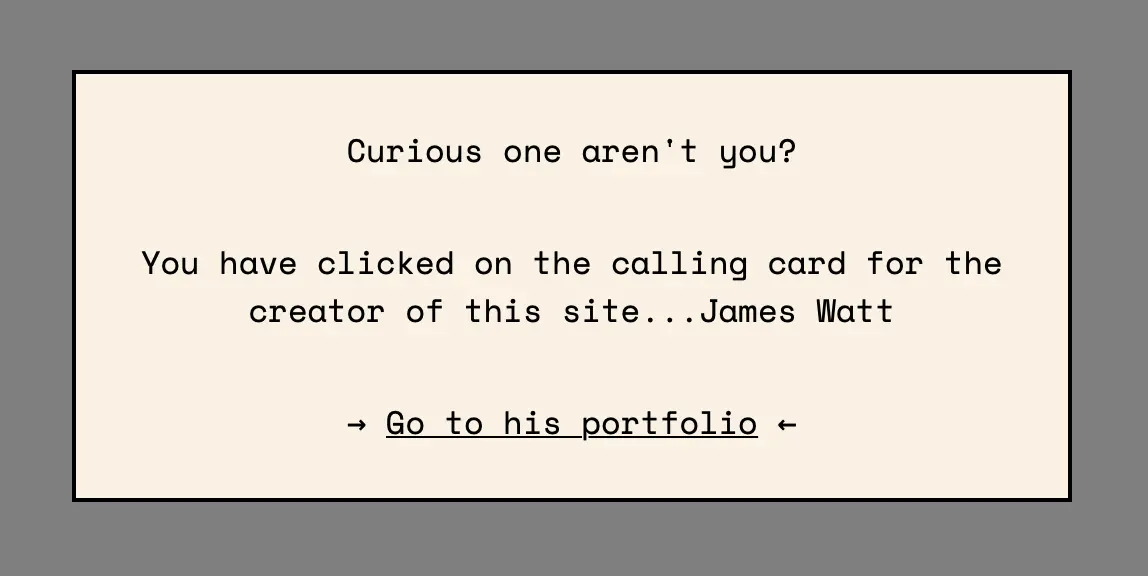 Curious one aren't you?
You have clicked on the calling card for the
creator of this site...James Watt
→ Go to his portfolio ←